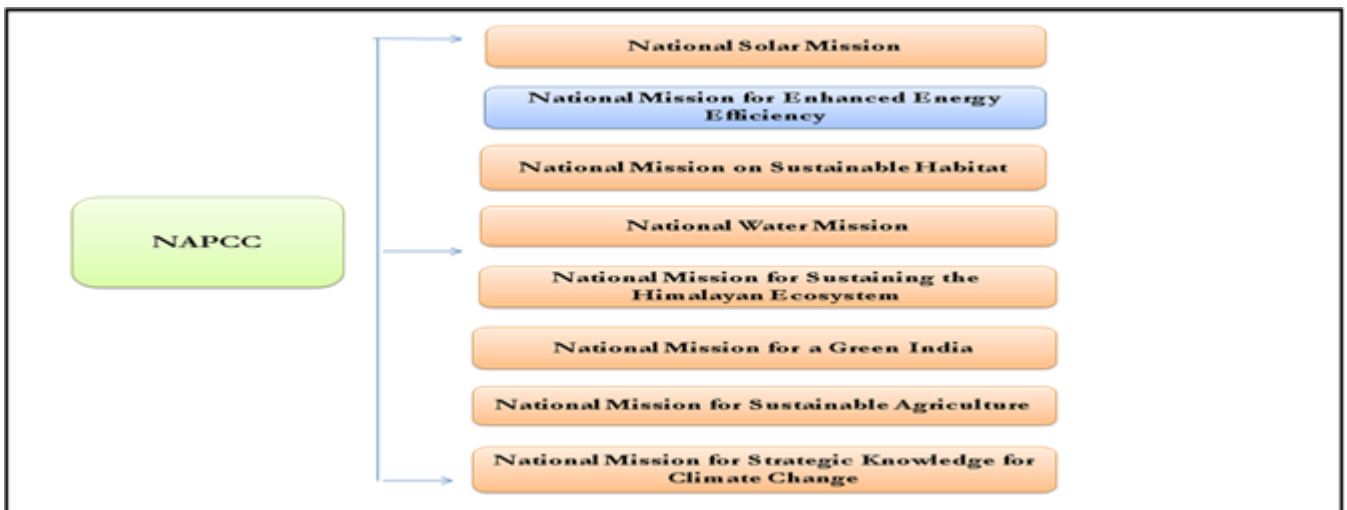 National Solar Mission
National Mission for Enhanced Energy
Efficiency
National Mission on Sustainable Habitat
NAPCC
National Water Mission
National Mission for Sustaining the
Himalayan Ecosystem
National Mission for a Green India
National Mission for Sustainable Agriculture
National Mission for Strategic Knowledge for
Climate Change